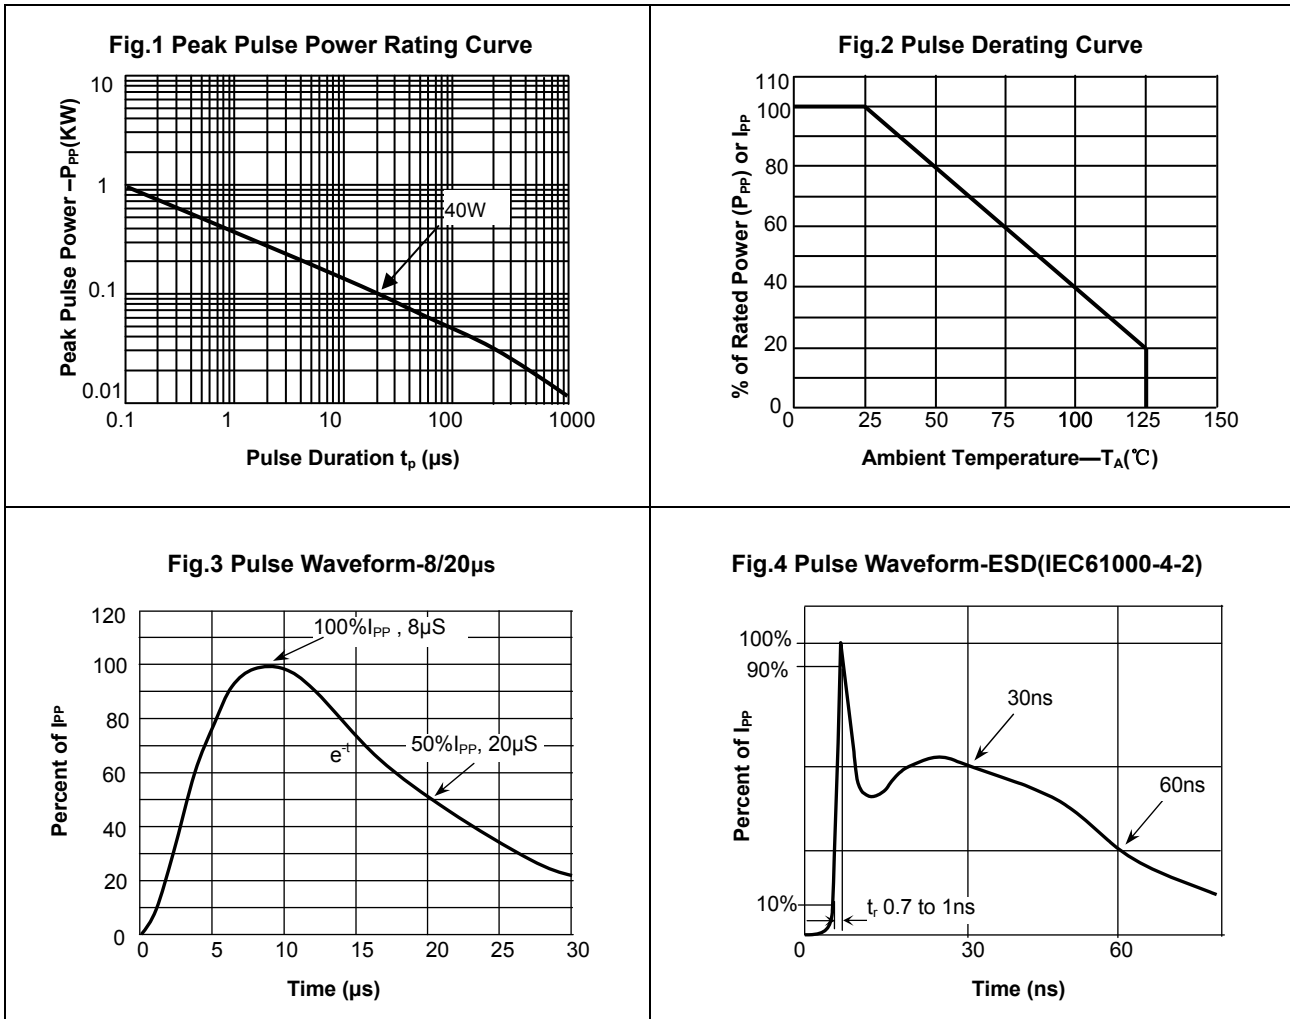 Fig.1 Peak Pulse Power Rating Curve
10
1
0.1
0.01
Peak Pulse Power –PPP(KW)
40W
0.1 1 10 100 1000
Pulse Duration tp (µs)
Fig.2 Pulse Derating Curve
110
100
80
60
40
20
0
% of Rated Power (PPP) or IPP
0 25 50 75 100 125 150
Ambient Temperature—TA(℃)
Fig.3 Pulse Waveform-8/20µs
120
100
80
60
40
20
0
Percent of IPP
100%IPP , 8µS
e-t
50%IPP, 20µS
0 5 10 15 20 25 30
Time (µs)
Fig.4 Pulse Waveform-ESD(IEC61000-4-2)
100%
90%
10%
Percent of IPP
30ns
60ns
tr 0.7 to 1ns
0 30 60
Time (ns)